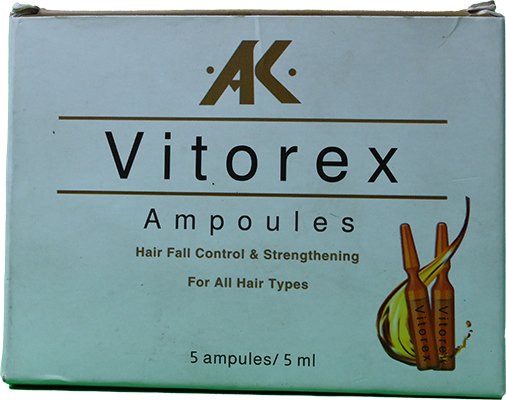 AK
Vitorex
Ampoules
Hair Fall Control & Strengthening
For All Hair Types
Vitorex
Vitorex
5 ampules/ 5 ml